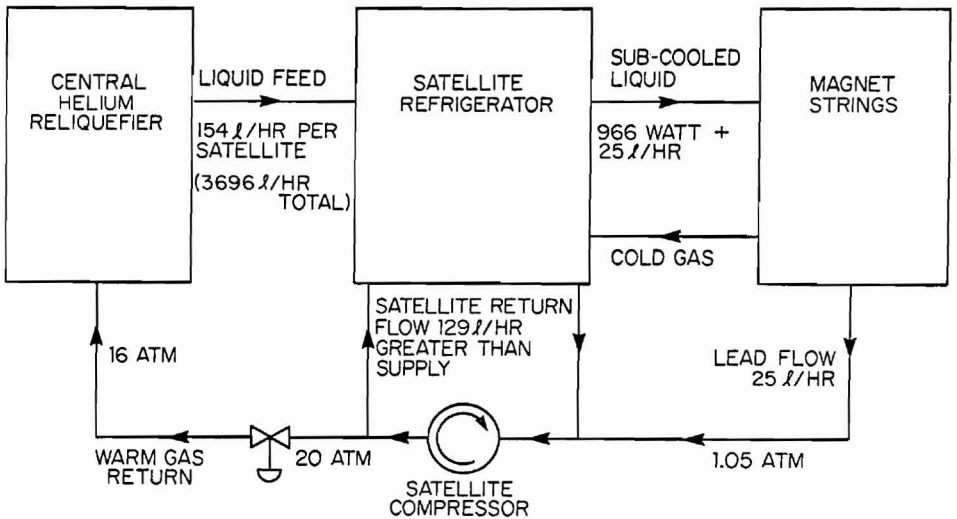 CENTRAL
HELIUM
RELIQUEFIER
LIQUID FEED
154 ℓ/HR PER
SATELLITE
(3696 ℓ/HR
TOTAL)
SATELLITE
REFRIGERATOR
SUB-COOLED
LIQUID
966 WATT +
25 ℓ/HR
MAGNET
STRINGS
COLD GAS
SATELLITE RETURN
FLOW 129 ℓ/HR
GREATER THAN
SUPPLY
16 ATM
LEAD FLOW
25 ℓ/HR
WARM GAS
RETURN
20 ATM
SATELLITE
COMPRESSOR
1.05 ATM